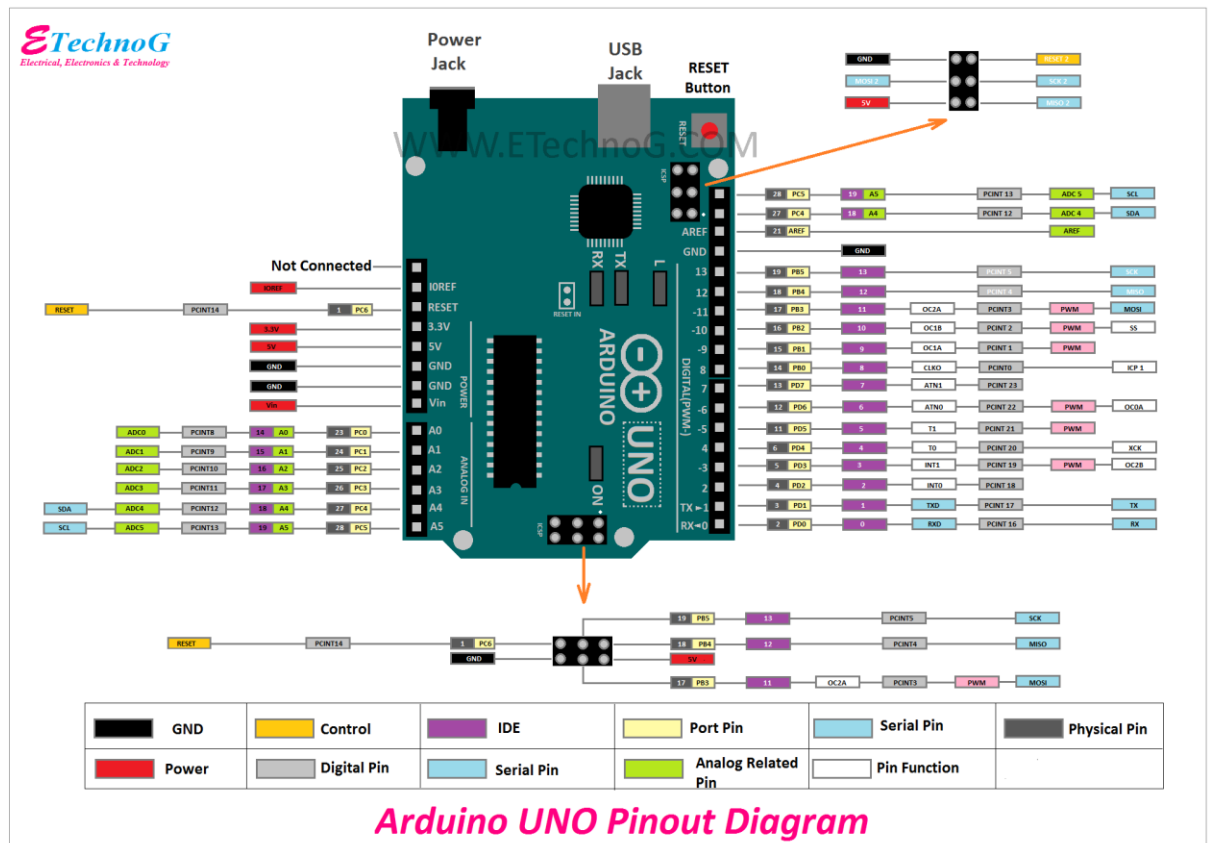 ETechnoG
Electrical, Electronics & Technology
Power
Jack
USB
Jack
RESET
Button
WWW.ETechnoG.COM
GND RESET 2
MOSI 2 SCK 2
5V MISO 2
RESET
ICSP
28 PC5 19 A5 PCINT 13 ADC 5 SCL
27 PC4 18 A4 PCINT 12 ADC 4 SDA
AREF 21 AREF AREF
GND GND
13 19 PB5 13 PCINT 5 SCK
12 18 PB4 12 PCINT 4 MISO
-11 17 PB3 11 OC2A PCINT3 PWM MOSI
-10 16 PB2 10 OC1B PCINT 2 PWM SS
-9 15 PB1 9 OC1A PCINT 1 PWM
8 14 PB0 8 CLKO PCINT0 ICP 1
7 13 PD7 7 ATN1 PCINT 23
-6 12 PD6 6 ATN0 PCINT 22 PWM OC0A
-5 11 PD5 5 T1 PCINT 21 PWM
4 6 PD4 4 T0 PCINT 20 XCK
-3 5 PD3 3 INT1 PCINT 19 PWM OC2B
2 4 PD2 2 INT0 PCINT 18
TX►1 3 PD1 1 TXD PCINT 17 TX
RX◄0 2 PD0 0 RXD PCINT 16 RX
DIGITAL(PWM~)
RX
TX
L
RESET IN
ARDUINO
UNO
ON
ICSP
Not Connected
IOREF IOREF
RESET PCINT14 1 PC6 RESET
3.3V 3.3V
5V 5V
GND GND
GND GND
Vin Vin
POWER
ADC0 PCINT8 14 A0 23 PC0 A0
ADC1 PCINT9 15 A1 24 PC1 A1
ADC2 PCINT10 16 A2 25 PC2 A2
ADC3 PCINT11 17 A3 26 PC3 A3
SDA ADC4 PCINT12 18 A4 27 PC4 A4
SCL ADC5 PCINT13 19 A5 28 PC5 A5
ANALOG IN
19 PB5 13 PCINT5 SCK
RESET PCINT14 1 PC6 18 PB4 12 PCINT4 MISO
GND 5V
17 PB3 11 OC2A PCINT3 PWM MOSI
GND Control IDE Port Pin Serial Pin Physical Pin
Power Digital Pin Serial Pin Analog Related Pin Pin Function
Arduino UNO Pinout Diagram